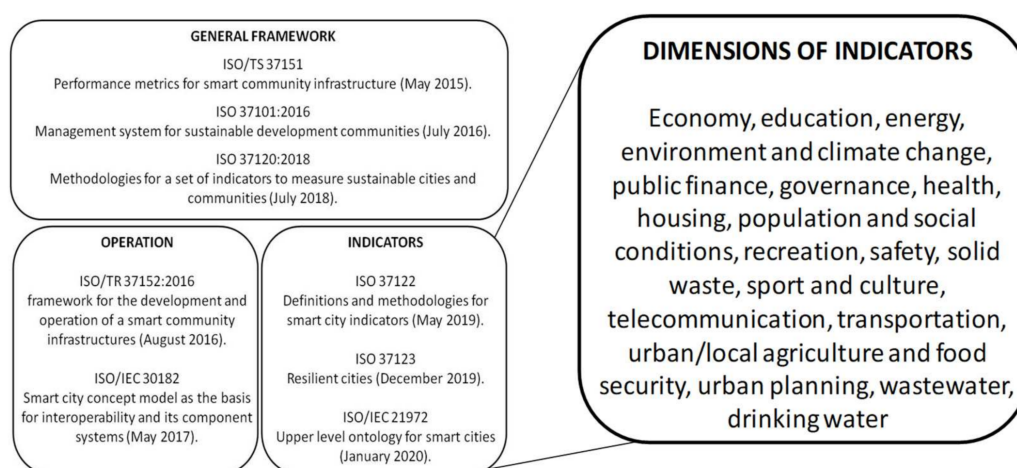 GENERAL FRAMEWORK
ISO/TS 37151
Performance metrics for smart community infrastructure (May 2015).
ISO 37101:2016
Management system for sustainable development communities (July 2016).
ISO 37120:2018
Methodologies for a set of indicators to measure sustainable cities and
communities (July 2018).
OPERATION
ISO/TR 37152:2016
framework for the development and
operation of a smart community
infrastructures (August 2016).
ISO/IEC 30182
Smart city concept model as the basis
for interoperability and its component
systems (May 2017).
INDICATORS
ISO 37122
Definitions and methodologies for
smart city indicators (May 2019).
ISO 37123
Resilient cities (December 2019).
ISO/IEC 21972
Upper level ontology for smart cities
(January 2020).
DIMENSIONS OF INDICATORS
Economy, education, energy,
environment and climate change,
public finance, governance, health,
housing, population and social
conditions, recreation, safety, solid
waste, sport and culture,
telecommunication, transportation,
urban/local agriculture and food
security, urban planning, wastewater,
drinking water